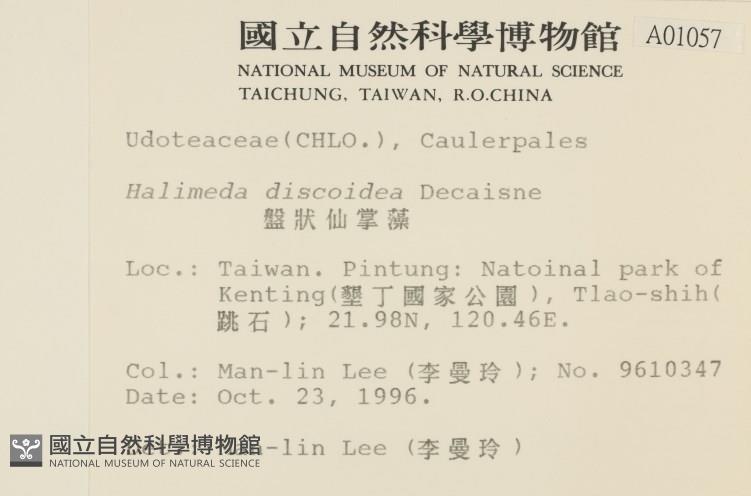 國立自然科學博物館 A01057
NATIONAL MUSEUM OF NATURAL SCIENCE
TAICHUNG, TAIWAN, R.O.CHINA
Udoteaceae(CHLO.), Caulerpales
Halimeda discoidea Decaisne
盤狀仙掌藻
Loc.: Taiwan. Pintung: Natoinal park of
Kenting(墾丁國家公園), Tlao-shih(
跳石); 21.98N, 120.46E.
Col.: Man-lin Lee (李曼玲); No. 9610347
Date: Oct. 23, 1996.
Man-lin Lee (李曼玲)
國立自然科學博物館
NATIONAL MUSEUM OF NATURAL SCIENCE